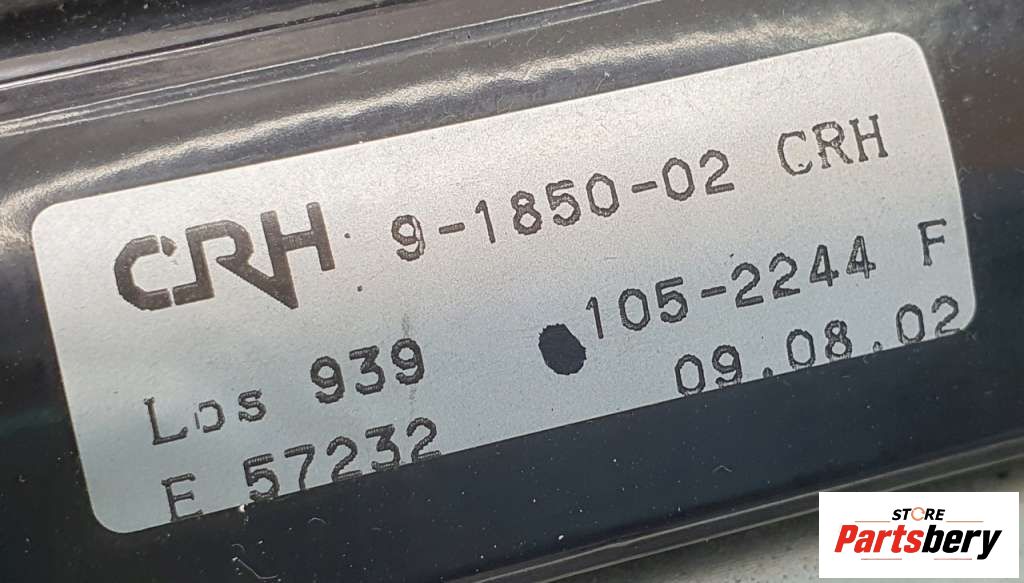 CRH 9-1850-02 CRH
105-2244 F
Los 939 09.08.02
E 57232
STORE
Partsbery